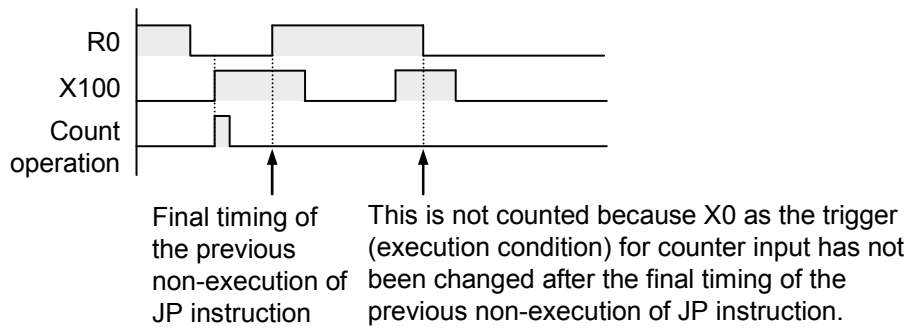 R0
X100
Count
operation
Final timing of
the previous
non-execution of
JP instruction
This is not counted because X0 as the trigger
(execution condition) for counter input has not
been changed after the final timing of the
previous non-execution of JP instruction.